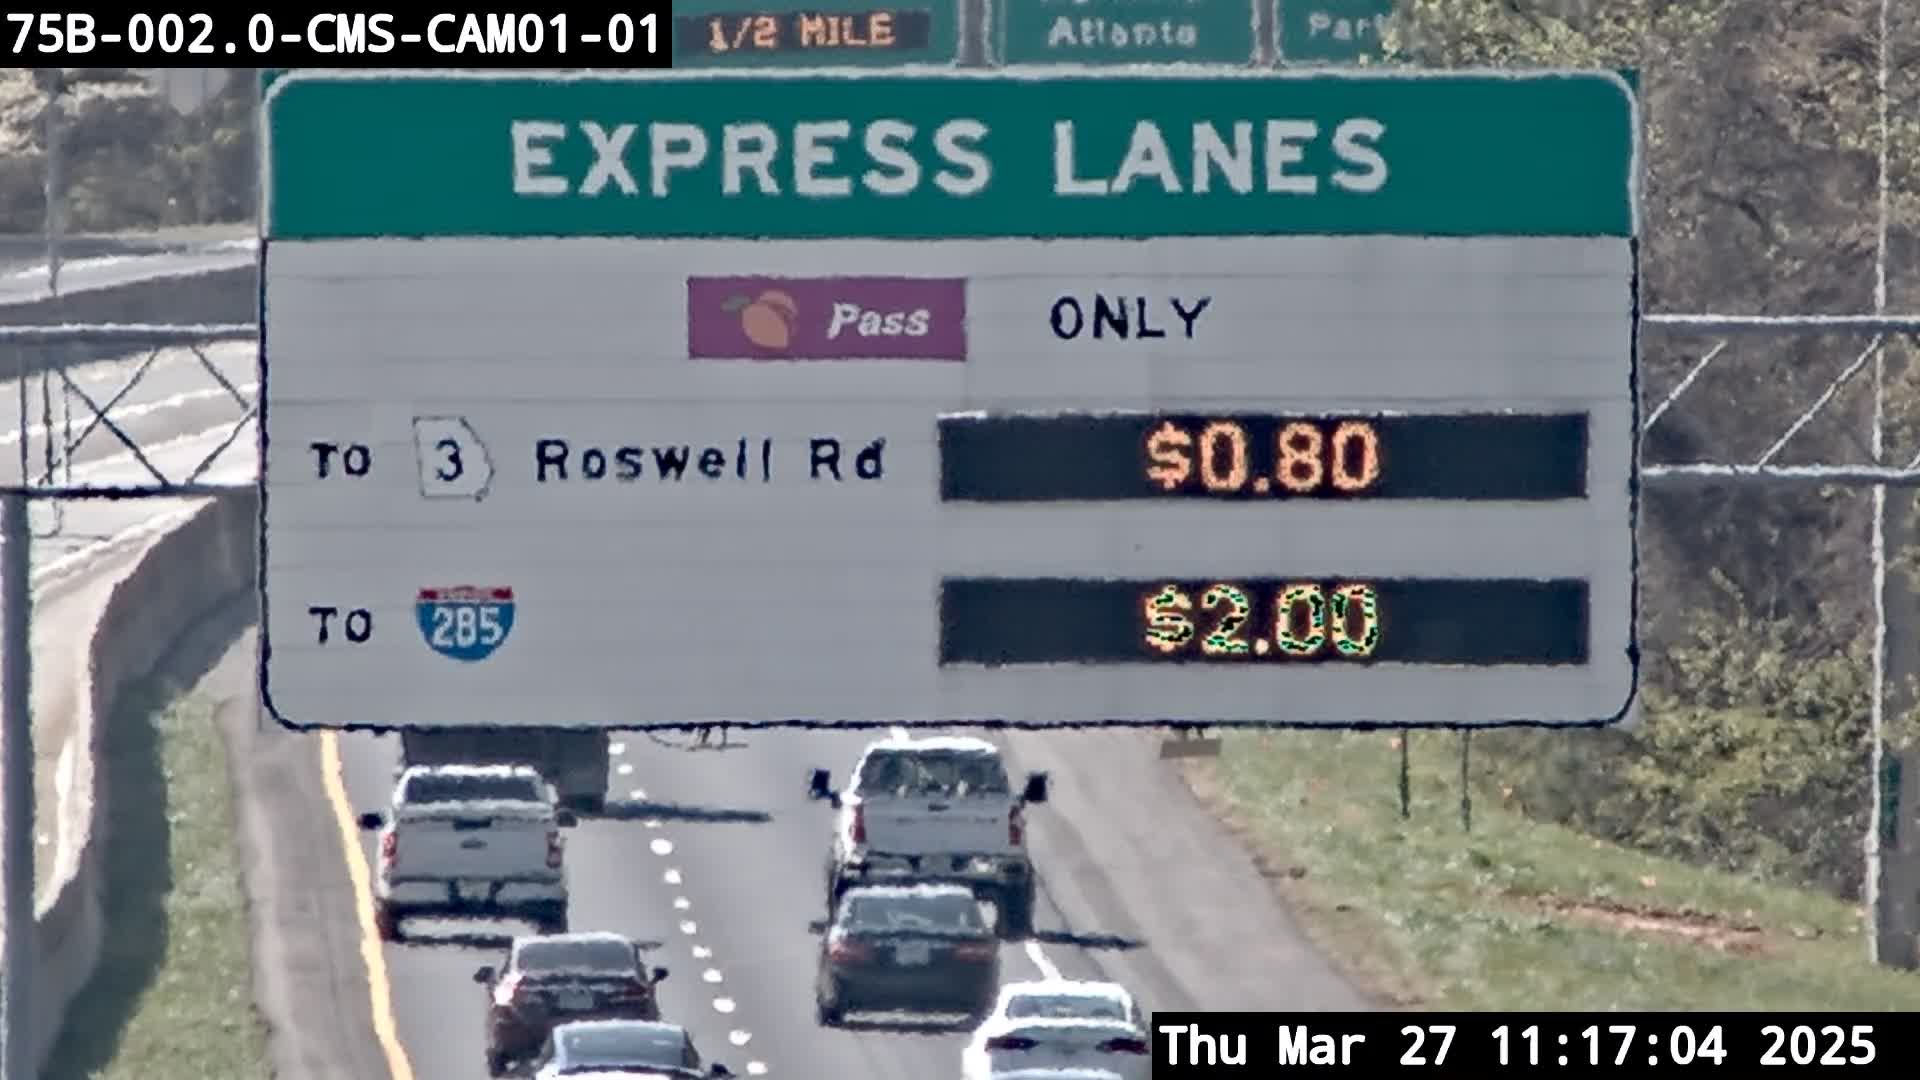 75B-002.0-CMS-CAM01-01
1/2 MILE
Atlanta
EXPRESS LANES
Pass ONLY
TO 3 Roswell Rd $0.80
TO 285 $2.00
Thu Mar 27 11:17:04 2025